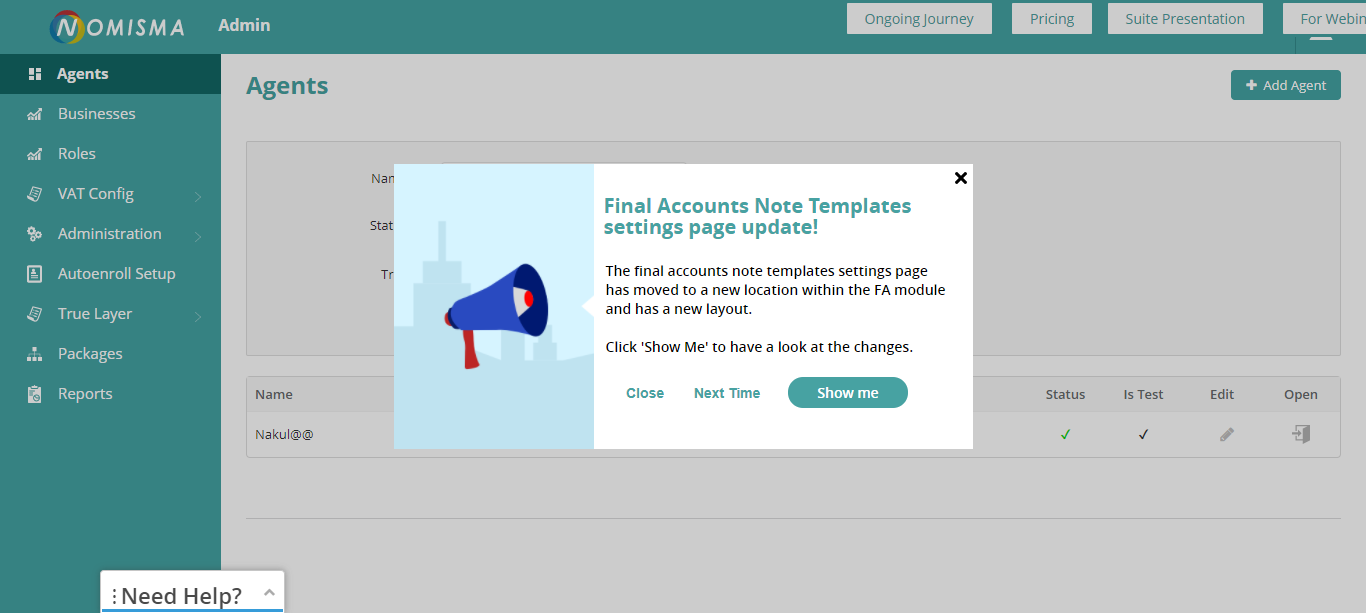 NOMISMA
Admin
Ongoing Journey
Pricing
Suite Presentation
For Webin
Agents
Businesses
Roles
VAT Config
Administration
Autoenroll Setup
True Layer
Packages
Reports
Agents
+ Add Agent
Nam
Stat
Tr
Final Accounts Note Templates
settings page update!
The final accounts note templates settings page
has moved to a new location within the FA module
and has a new layout.
Click 'Show Me' to have a look at the changes.
Close Next Time Show me
Name Status Is Test Edit Open
Nakul@@ ✓ ✓
Need Help?